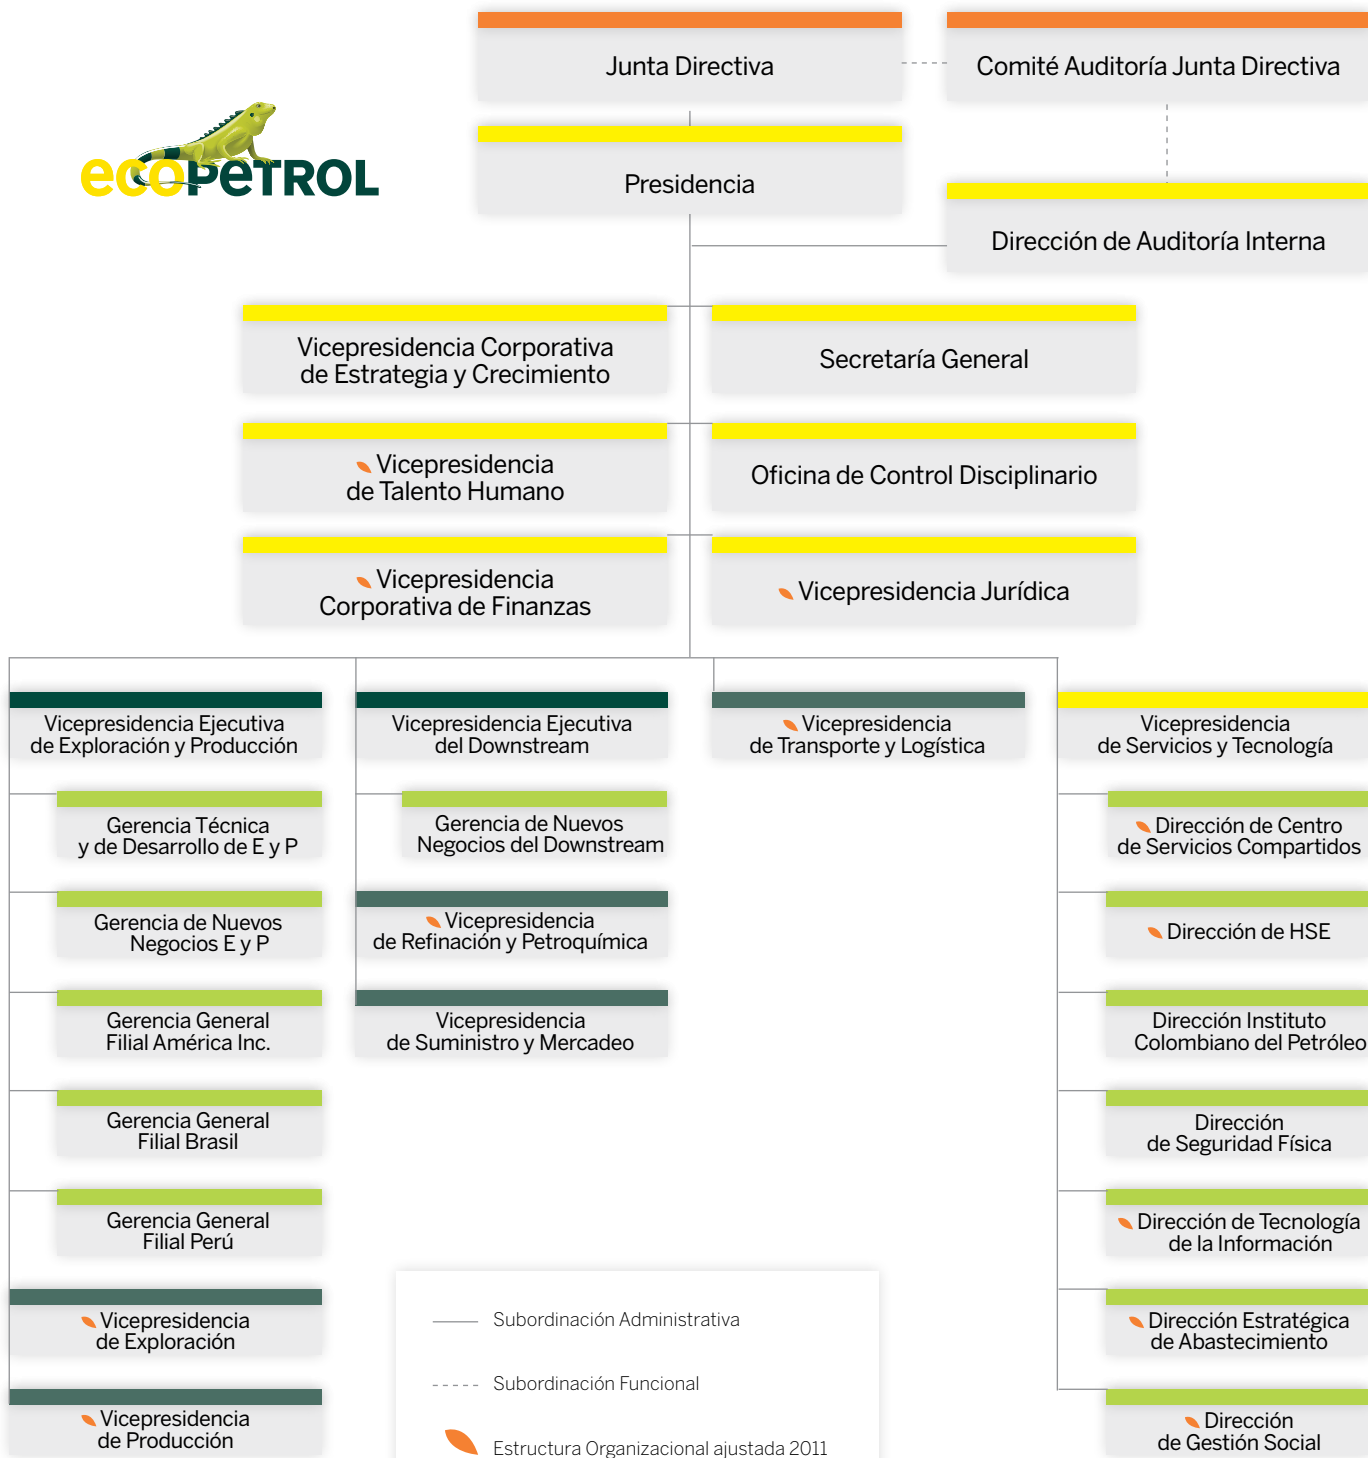 Junta Directiva
Comité Auditoría Junta Directiva
ecoPETROL
Presidencia
Dirección de Auditoría Interna
Vicepresidencia Corporativa
de Estrategia y Crecimiento
Secretaría General
Vicepresidencia
de Talento Humano
Oficina de Control Disciplinario
Vicepresidencia
Corporativa de Finanzas
Vicepresidencia Jurídica
Vicepresidencia Ejecutiva
de Exploración y Producción
Gerencia Técnica
y de Desarrollo de E y P
Gerencia de Nuevos
Negocios E y P
Gerencia General
Filial América Inc.
Gerencia General
Filial Brasil
Gerencia General
Filial Perú
Vicepresidencia
de Exploración
Vicepresidencia
de Producción
Vicepresidencia Ejecutiva
del Downstream
Gerencia de Nuevos
Negocios del Downstream
Vicepresidencia
de Refinación y Petroquímica
Vicepresidencia
de Suministro y Mercadeo
Vicepresidencia
de Transporte y Logística
Vicepresidencia
de Servicios y Tecnología
Dirección de Centro
de Servicios Compartidos
Dirección de HSE
Dirección Instituto
Colombiano del Petróleo
Dirección
de Seguridad Física
Dirección de Tecnología
de la Información
Dirección Estratégica
de Abastecimiento
Dirección
de Gestión Social
Subordinación Administrativa
Subordinación Funcional
Estructura Organizacional ajustada 2011